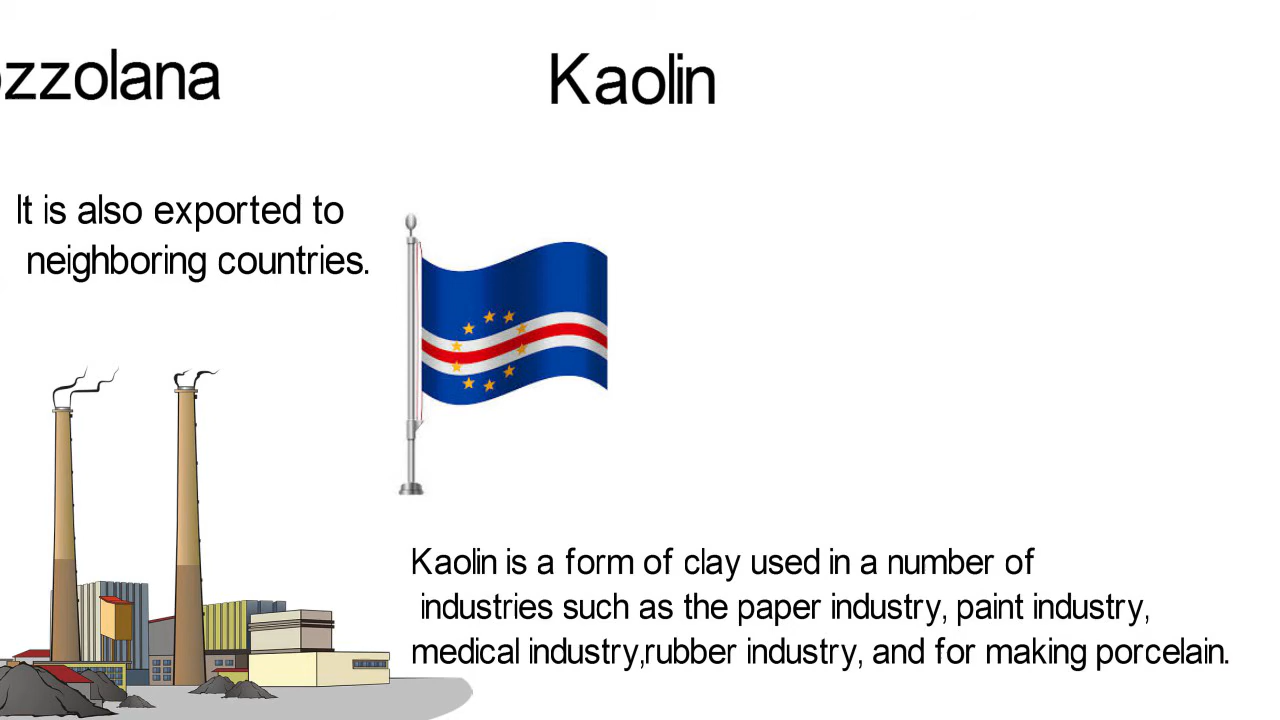 ozzolana
Kaolin
It is also exported to
neighboring countries.
Kaolin is a form of clay used in a number of
industries such as the paper industry, paint industry,
medical industry,rubber industry, and for making porcelain.